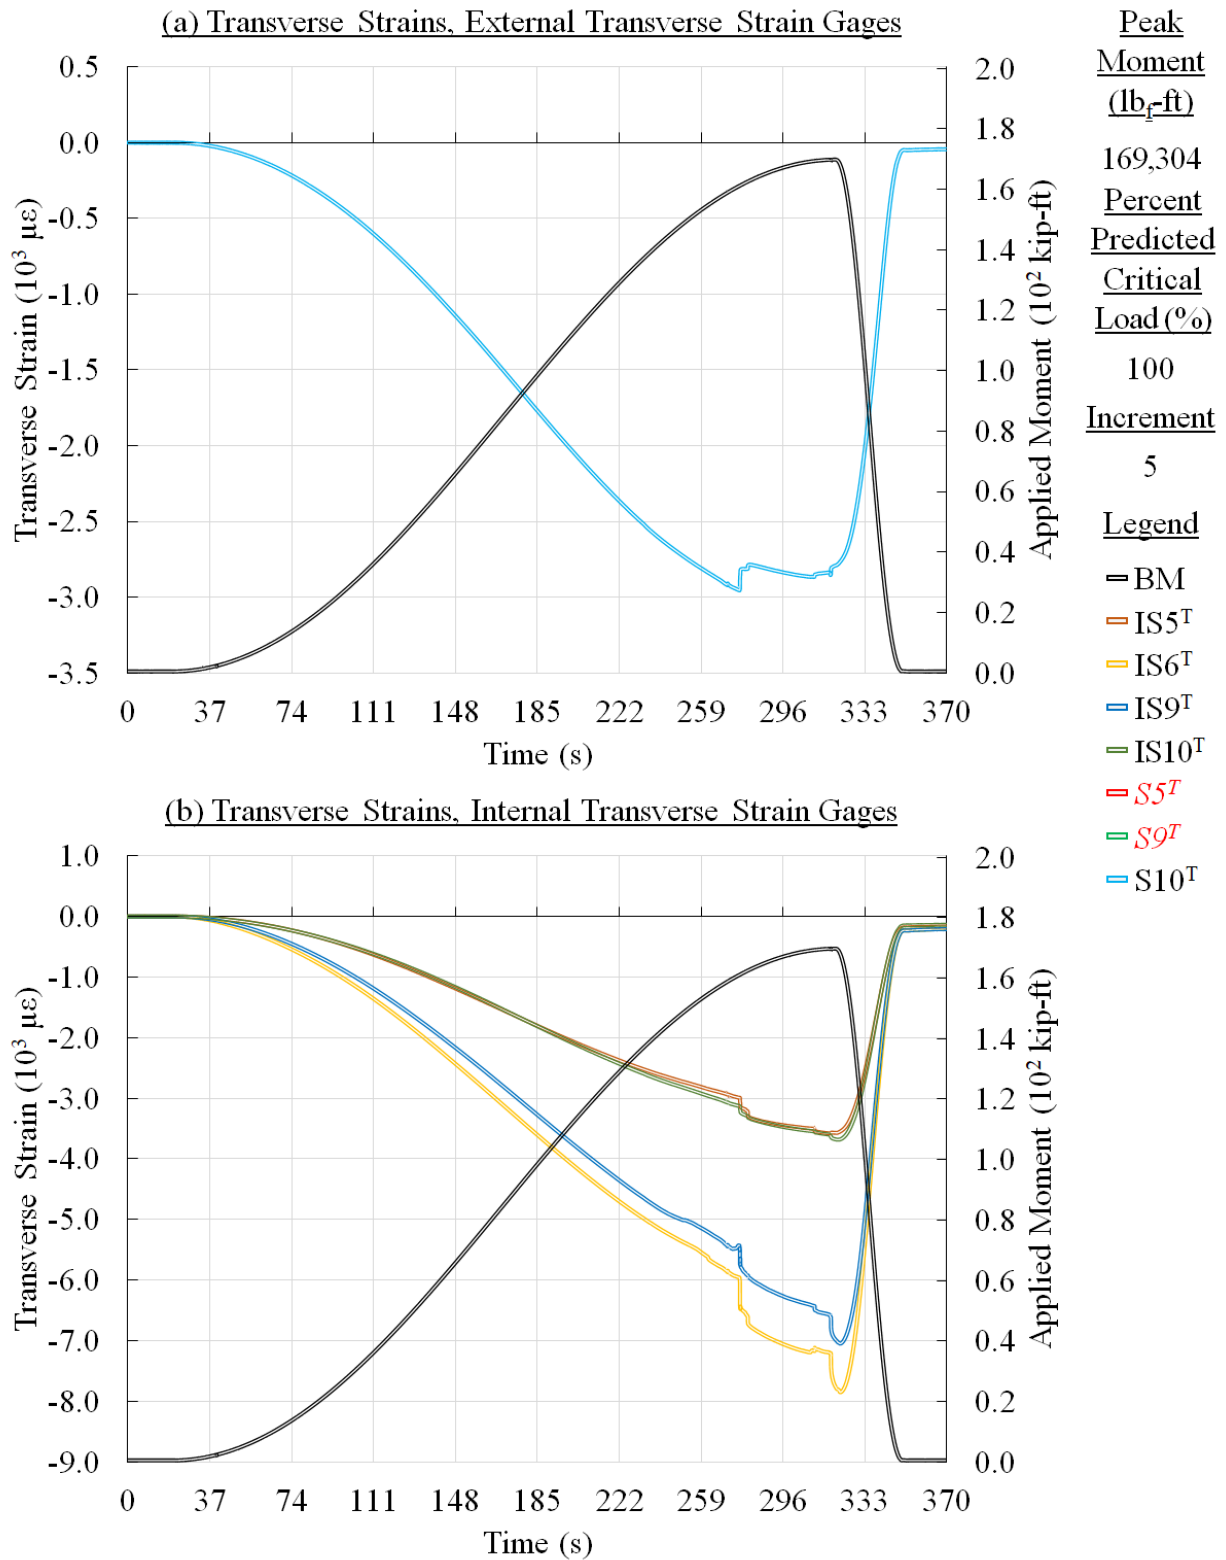 (a) Transverse Strains, External Transverse Strain Gages
Transverse Strain (10³ με)
0.5
0.0
-0.5
-1.0
-1.5
-2.0
-2.5
-3.0
-3.5
0 37 74 111 148 185 222 259 296 333 370
Time (s)
2.0
1.8
1.6
1.4
1.2
1.0
0.8
0.6
0.4
0.2
0.0
Applied Moment (10² kip-ft)
(b) Transverse Strains, Internal Transverse Strain Gages
Transverse Strain (10³ με)
1.0
0.0
-1.0
-2.0
-3.0
-4.0
-5.0
-6.0
-7.0
-8.0
-9.0
0 37 74 111 148 185 222 259 296 333 370
Time (s)
2.0
1.8
1.6
1.4
1.2
1.0
0.8
0.6
0.4
0.2
0.0
Applied Moment (10² kip-ft)
Peak
Moment
(lb_f-ft)
169,304
Percent
Predicted
Critical
Load (%)
100
Increment
5
Legend
BM
IS5ᵀ
IS6ᵀ
IS9ᵀ
IS10ᵀ
S5ᵀ
S9ᵀ
S10ᵀ